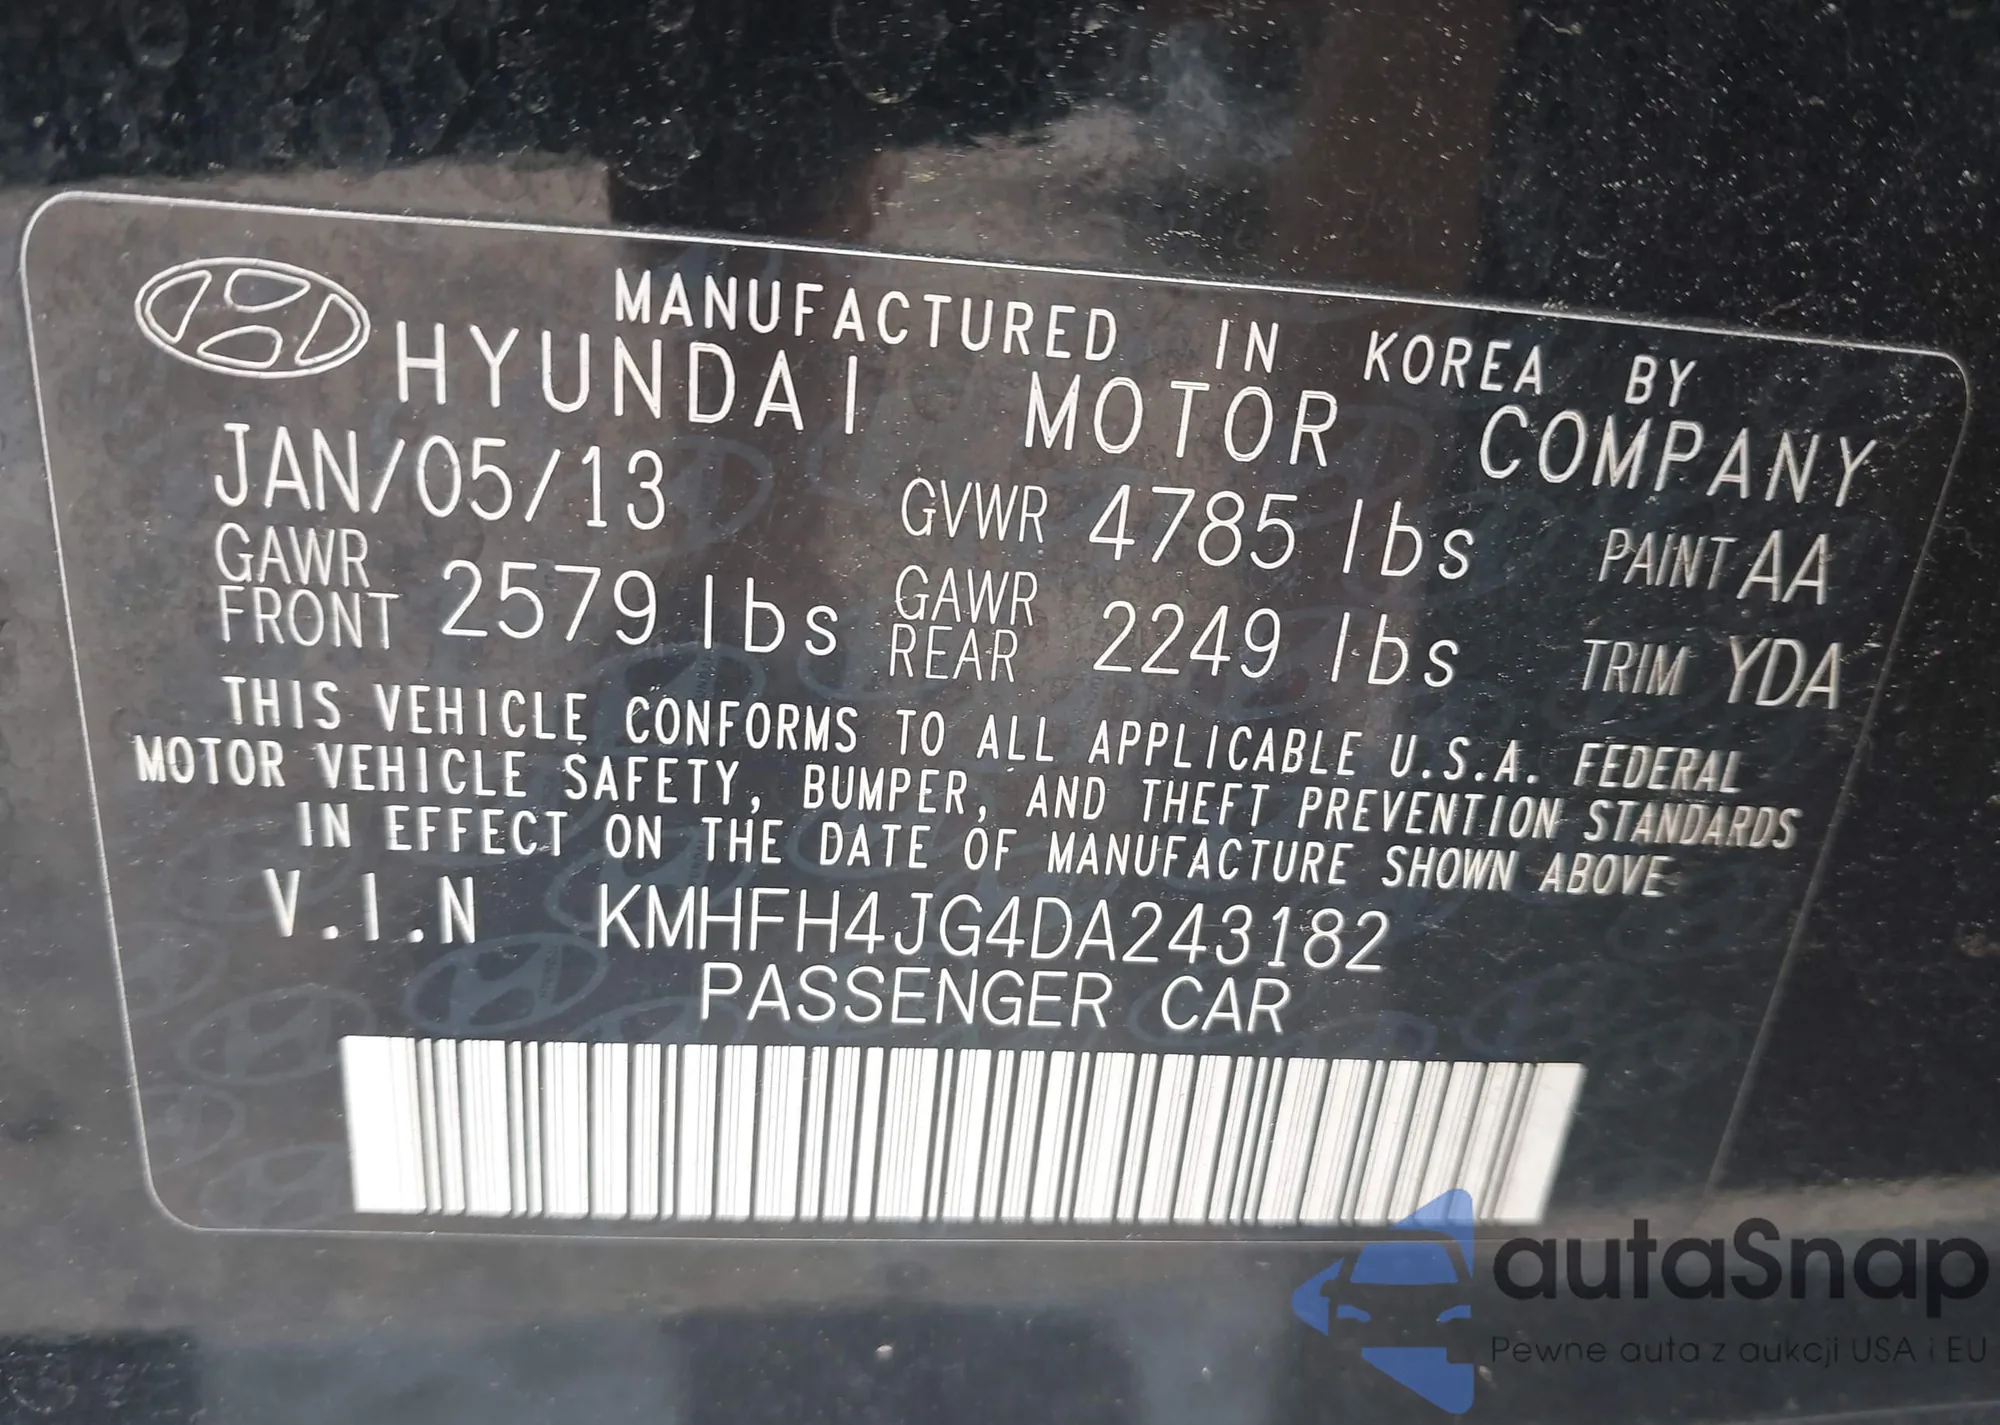 MANUFACTURED IN KOREA BY
HYUNDAI MOTOR COMPANY
JAN/05/13 GVWR 4785 lbs PAINT AA
GAWR FRONT 2579 lbs GAWR REAR 2249 lbs TRIM YDA
THIS VEHICLE CONFORMS TO ALL APPLICABLE U.S.A. FEDERAL
MOTOR VEHICLE SAFETY, BUMPER, AND THEFT PREVENTION STANDARDS
IN EFFECT ON THE DATE OF MANUFACTURE SHOWN ABOVE
V.I.N KMHFH4JG4DA243182
PASSENGER CAR
autaSnap
Pewne auta z aukcji USA i EU